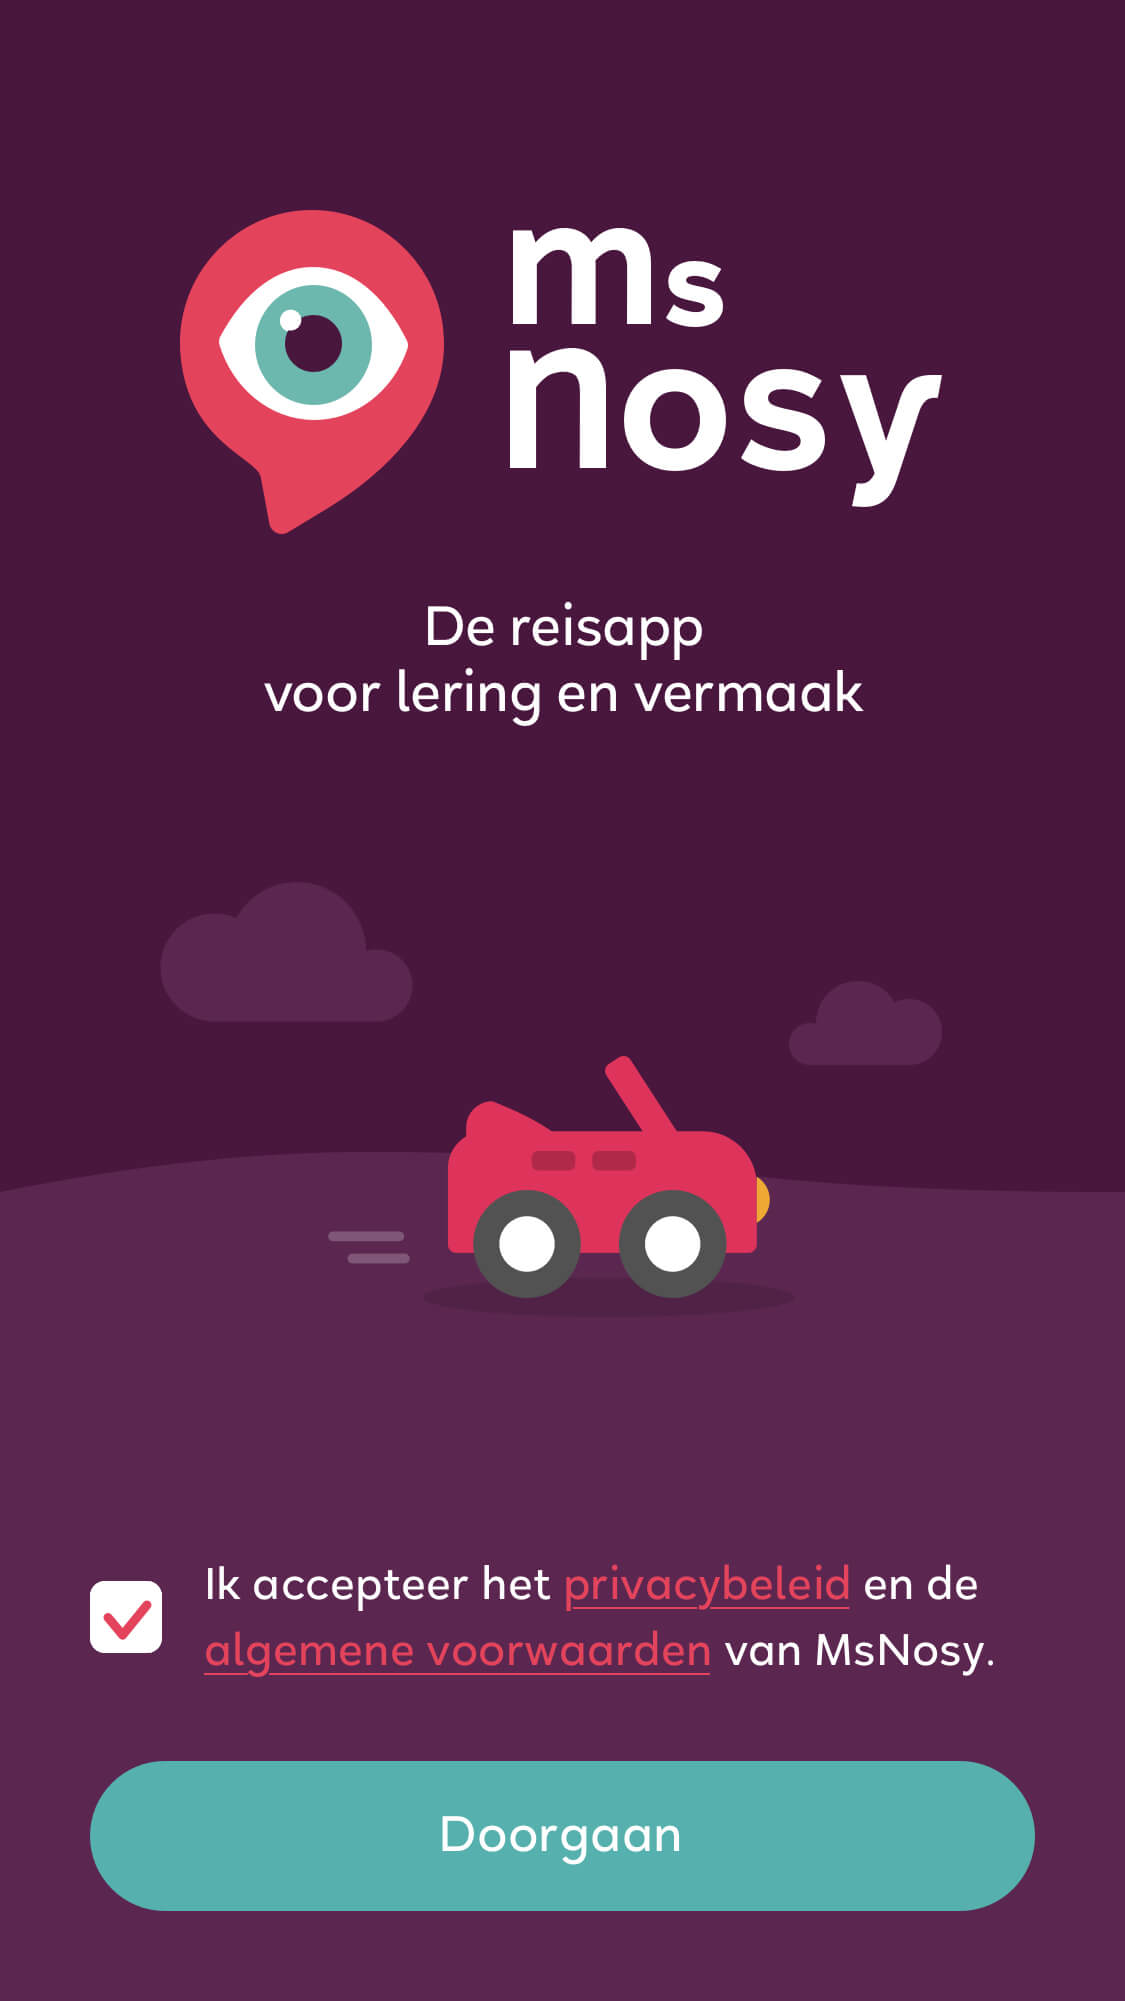 ms
nosy
De reisapp
voor lering en vermaak
Ik accepteer het privacybeleid en de
algemene voorwaarden van MsNosy.
Doorgaan